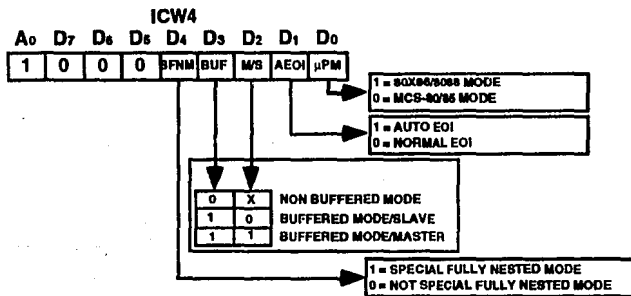 ICW4
A0 D7 D6 D5 D4 D3 D2 D1 D0
1 0 0 0 SFNM BUF M/S AEOI µPM
1 = 80X86/8088 MODE
0 = MCS-80/85 MODE
1 = AUTO EOI
0 = NORMAL EOI
0 X NON BUFFERED MODE
1 0 BUFFERED MODE/SLAVE
1 1 BUFFERED MODE/MASTER
1 = SPECIAL FULLY NESTED MODE
0 = NOT SPECIAL FULLY NESTED MODE